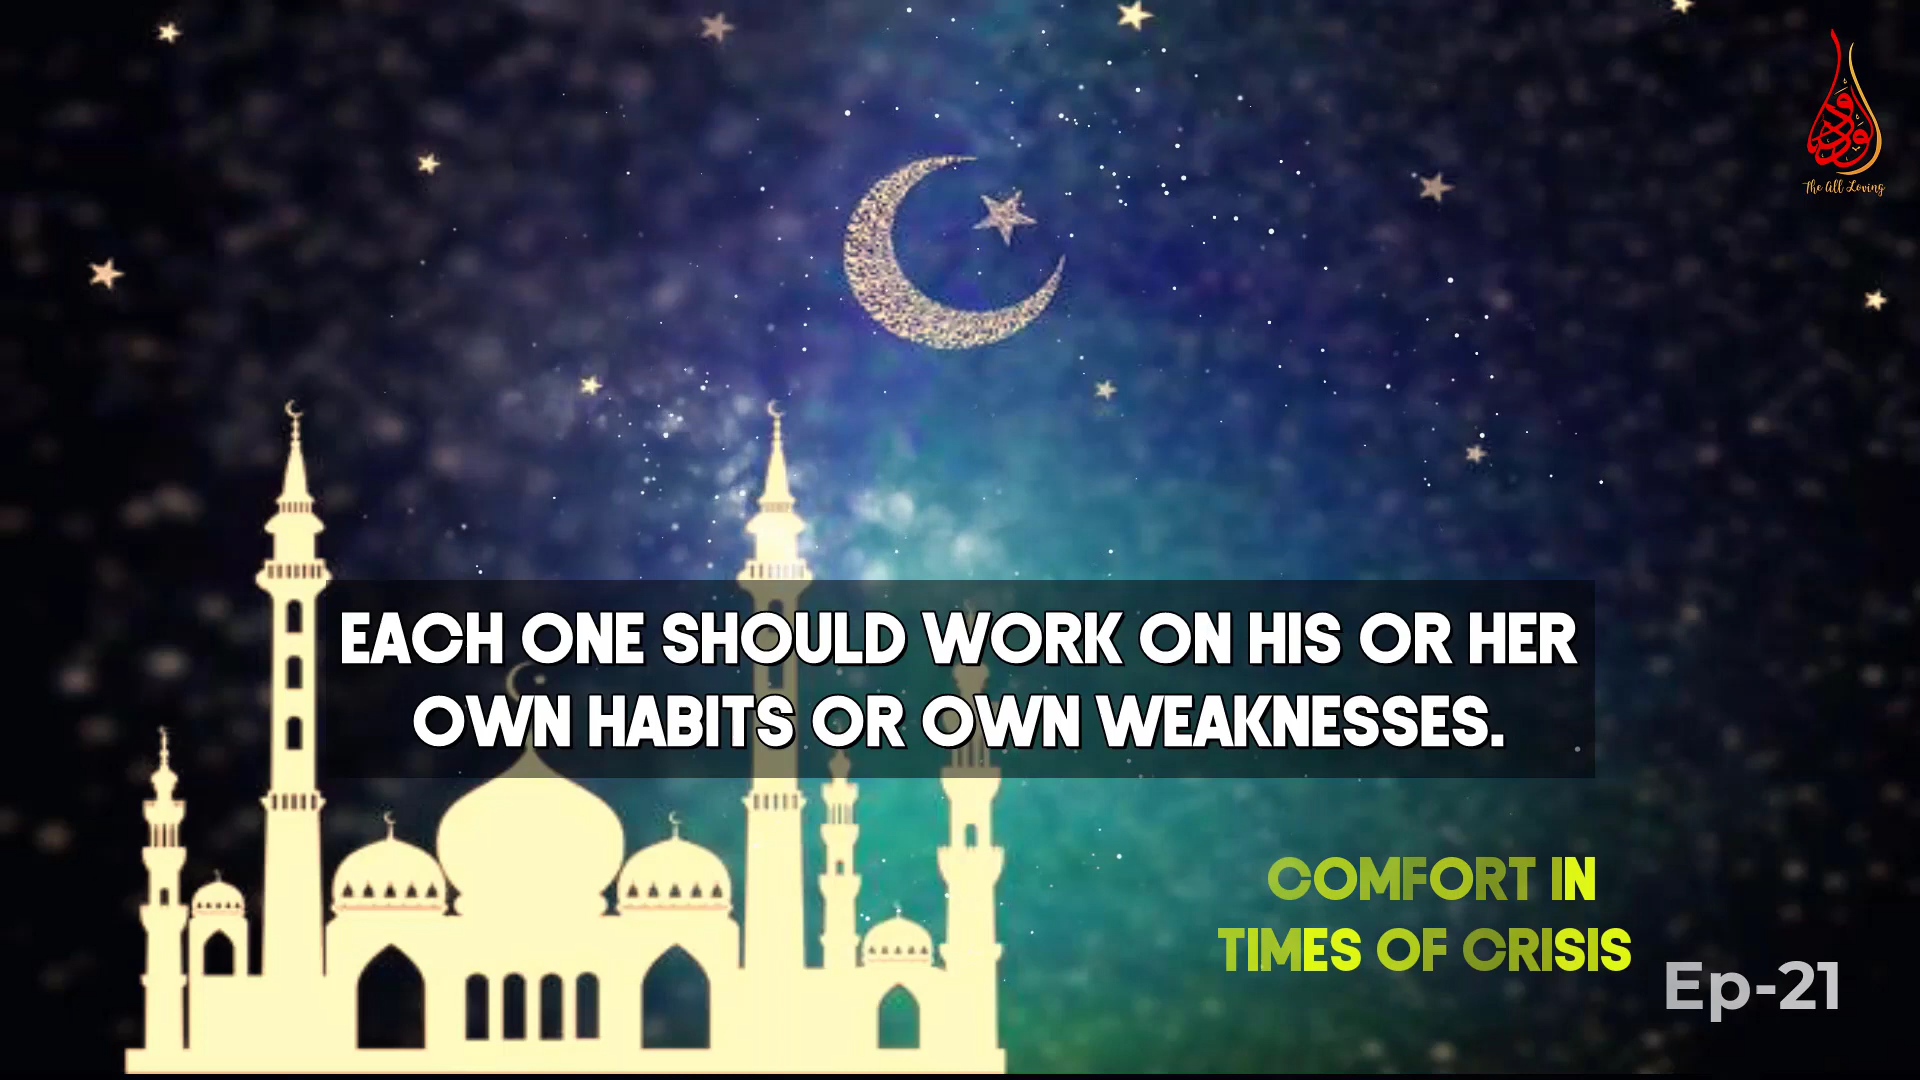 الودود
The All Loving
EACH ONE SHOULD WORK ON HIS OR HER
OWN HABITS OR OWN WEAKNESSES.
COMFORT IN
TIMES OF CRISIS
Ep-21